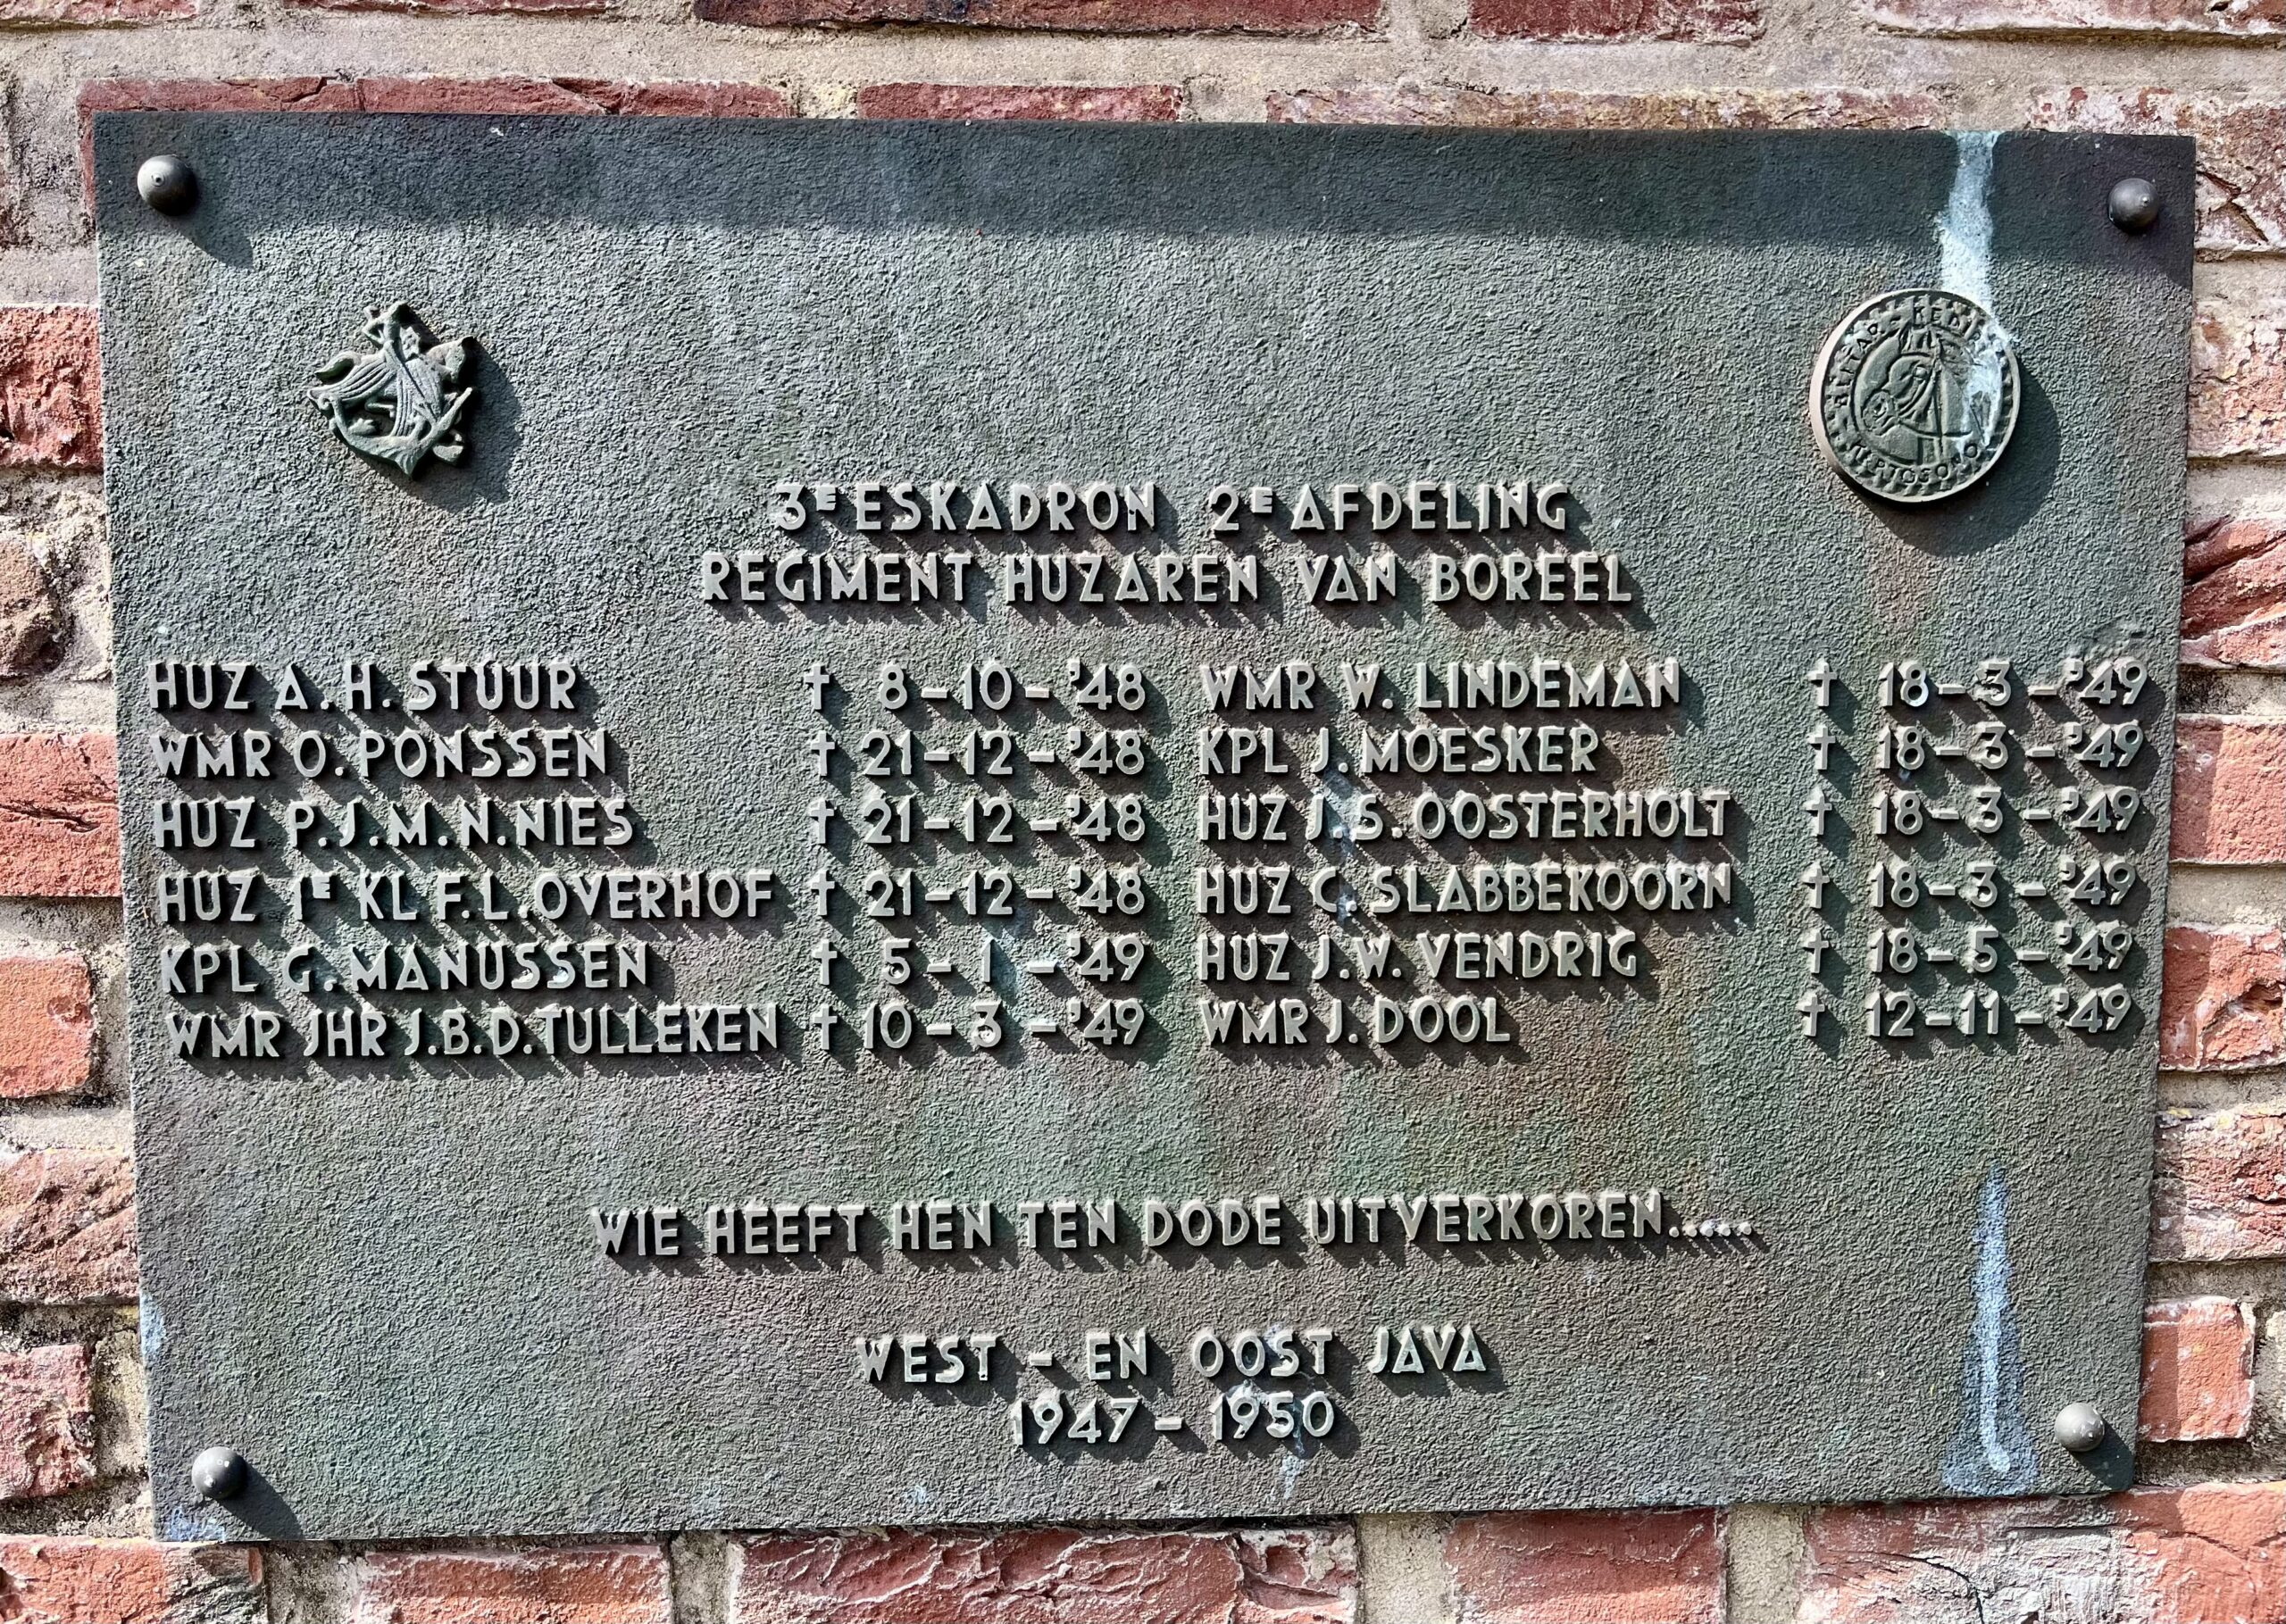 BLITAR - KEDIRI
KERTOSONO
3E ESKADRON 2E AFDELING
REGIMENT HUZAREN VAN BOREEL
HUZ A.H. STUUR † 8-10-'48
WMR O. PONSSEN † 21-12-'48
HUZ P.J.M.N. NIES † 21-12-'48
HUZ 1E KL F.L. OVERHOF † 21-12-'48
KPL G. MANUSSEN † 5-1-'49
WMR JHR J.B.D. TULLEKEN † 10-3-'49
WMR W. LINDEMAN † 18-3-'49
KPL J. MOESKER † 18-3-'49
HUZ J.S. OOSTERHOLT † 18-3-'49
HUZ C. SLABBEKOORN † 18-3-'49
HUZ J.W. VENDRIG † 18-5-'49
WMR J. DOOL † 12-11-'49
WIE HEEFT HEN TEN DODE UITVERKOREN.....
WEST - EN OOST JAVA
1947 - 1950